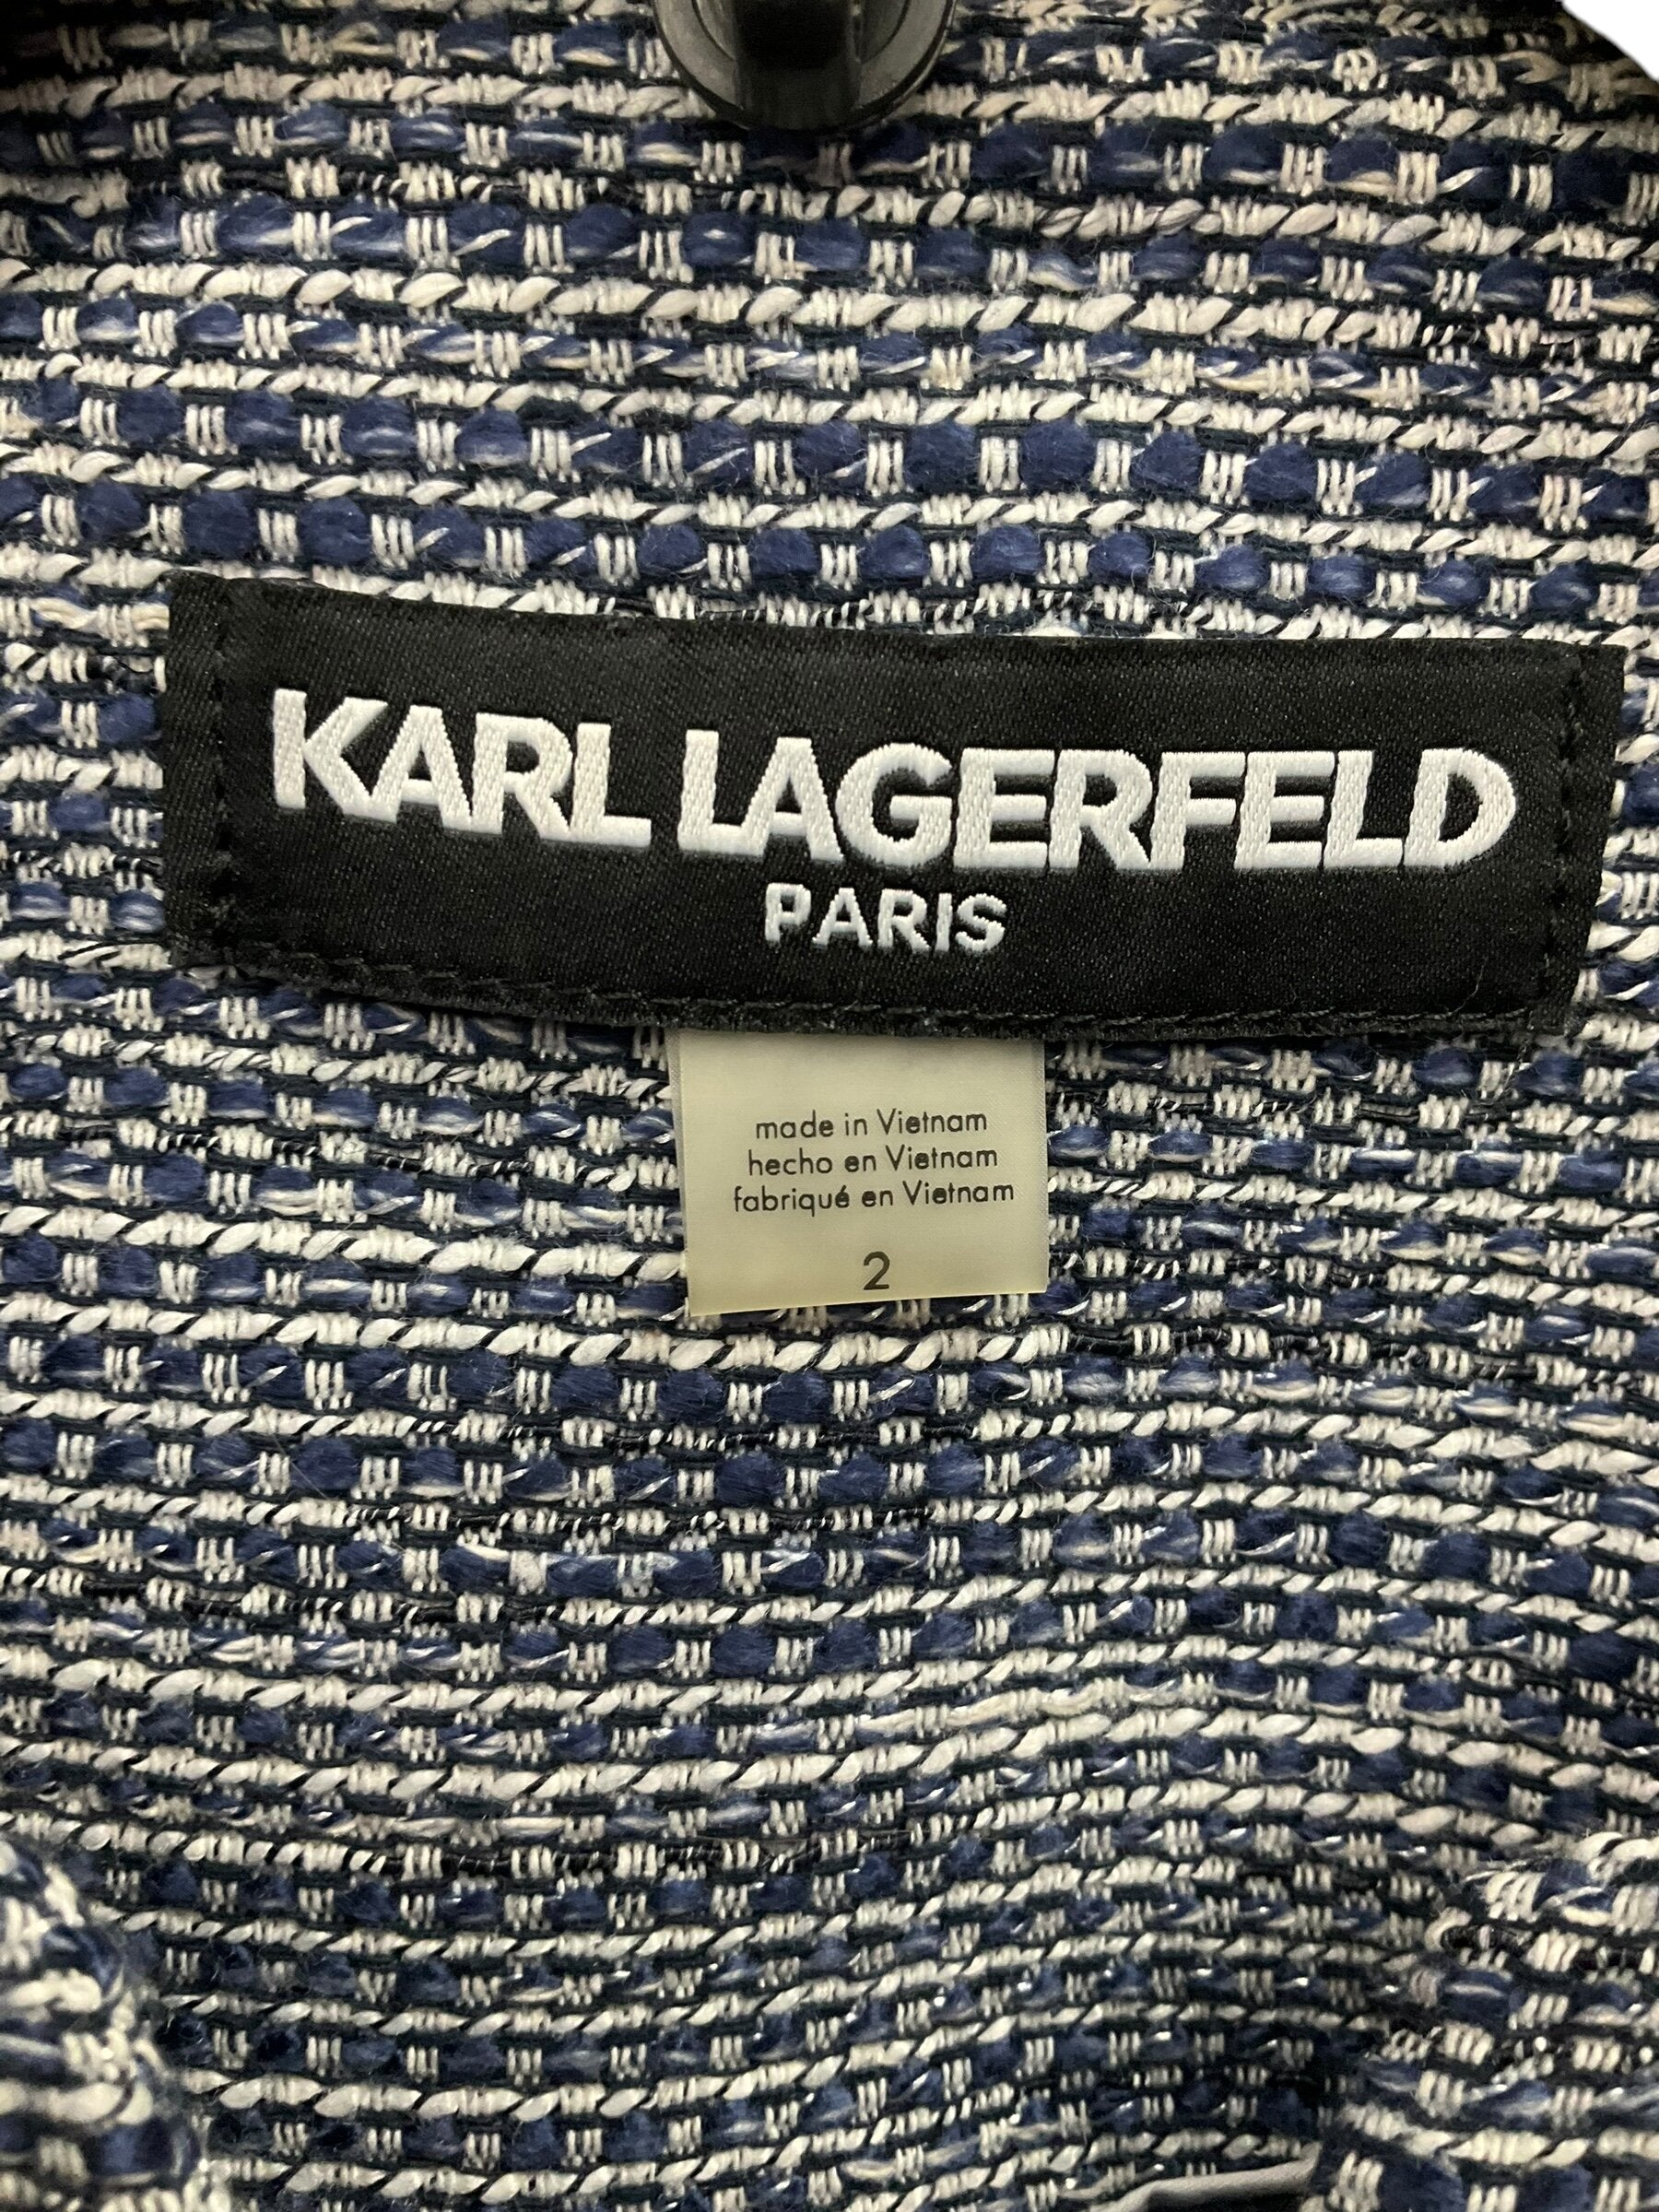 KARL LAGERFELD
PARIS
made in Vietnam
hecho en Vietnam
fabriqué en Vietnam
2